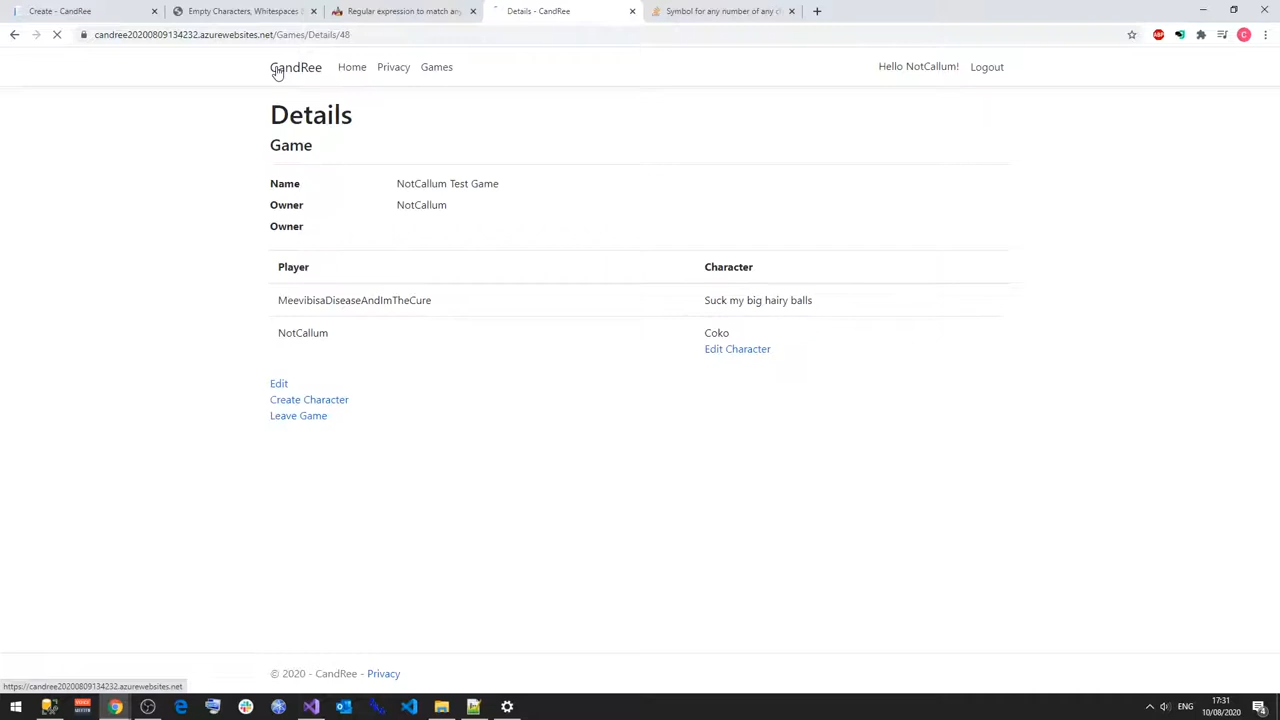 Create - CandRee
Empty Characters, Whitespaces &
Regular expression to match any
Details - CandRee
Symbol for any number of any ch
candree20200809134232.azurewebsites.net/Games/Details/48
CandRee Home Privacy Games Hello NotCallum! Logout
Details
Game
Name NotCallum Test Game
Owner NotCallum
Owner
Player Character
MeevibisaDiseaseAndImTheCure Suck my big hairy balls
NotCallum Coko
Edit Character
Edit
Create Character
Leave Game
© 2020 - CandRee - Privacy
https://candree20200809134232.azurewebsites.net
ENG
17:31
10/08/2020